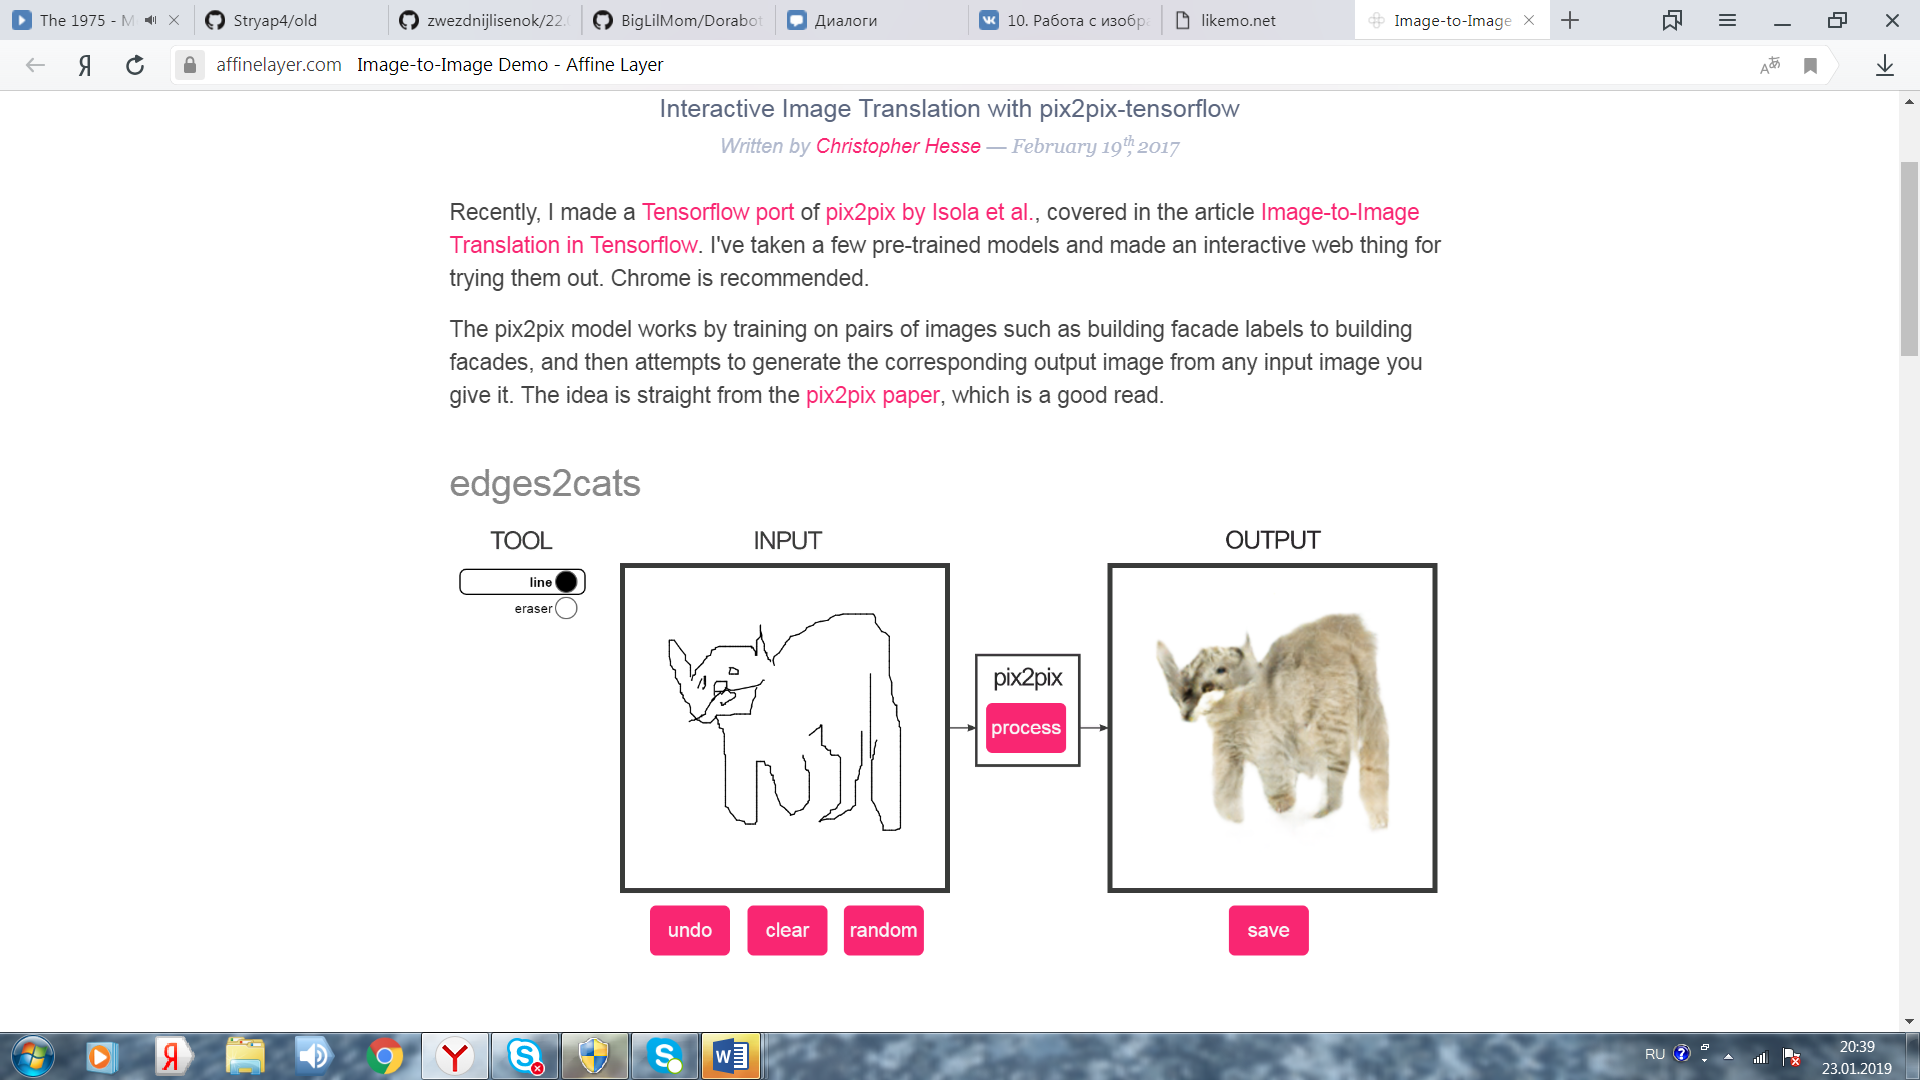 The 1975 - M
Stryap4/old
zwezdnijlisenok/22.
BigLilMom/Dorabot
Диалоги
10. Работа с изобра
likemo.net
Image-to-Image
Я
affinelayer.com Image-to-Image Demo - Affine Layer
Interactive Image Translation with pix2pix-tensorflow
Written by Christopher Hesse — February 19th, 2017
Recently, I made a Tensorflow port of pix2pix by Isola et al., covered in the article Image-to-Image
Translation in Tensorflow. I've taken a few pre-trained models and made an interactive web thing for
trying them out. Chrome is recommended.
The pix2pix model works by training on pairs of images such as building facade labels to building
facades, and then attempts to generate the corresponding output image from any input image you
give it. The idea is straight from the pix2pix paper, which is a good read.
edges2cats
TOOL
INPUT
OUTPUT
line
eraser
pix2pix
process
undo
clear
random
save
RU
20:39
23.01.2019